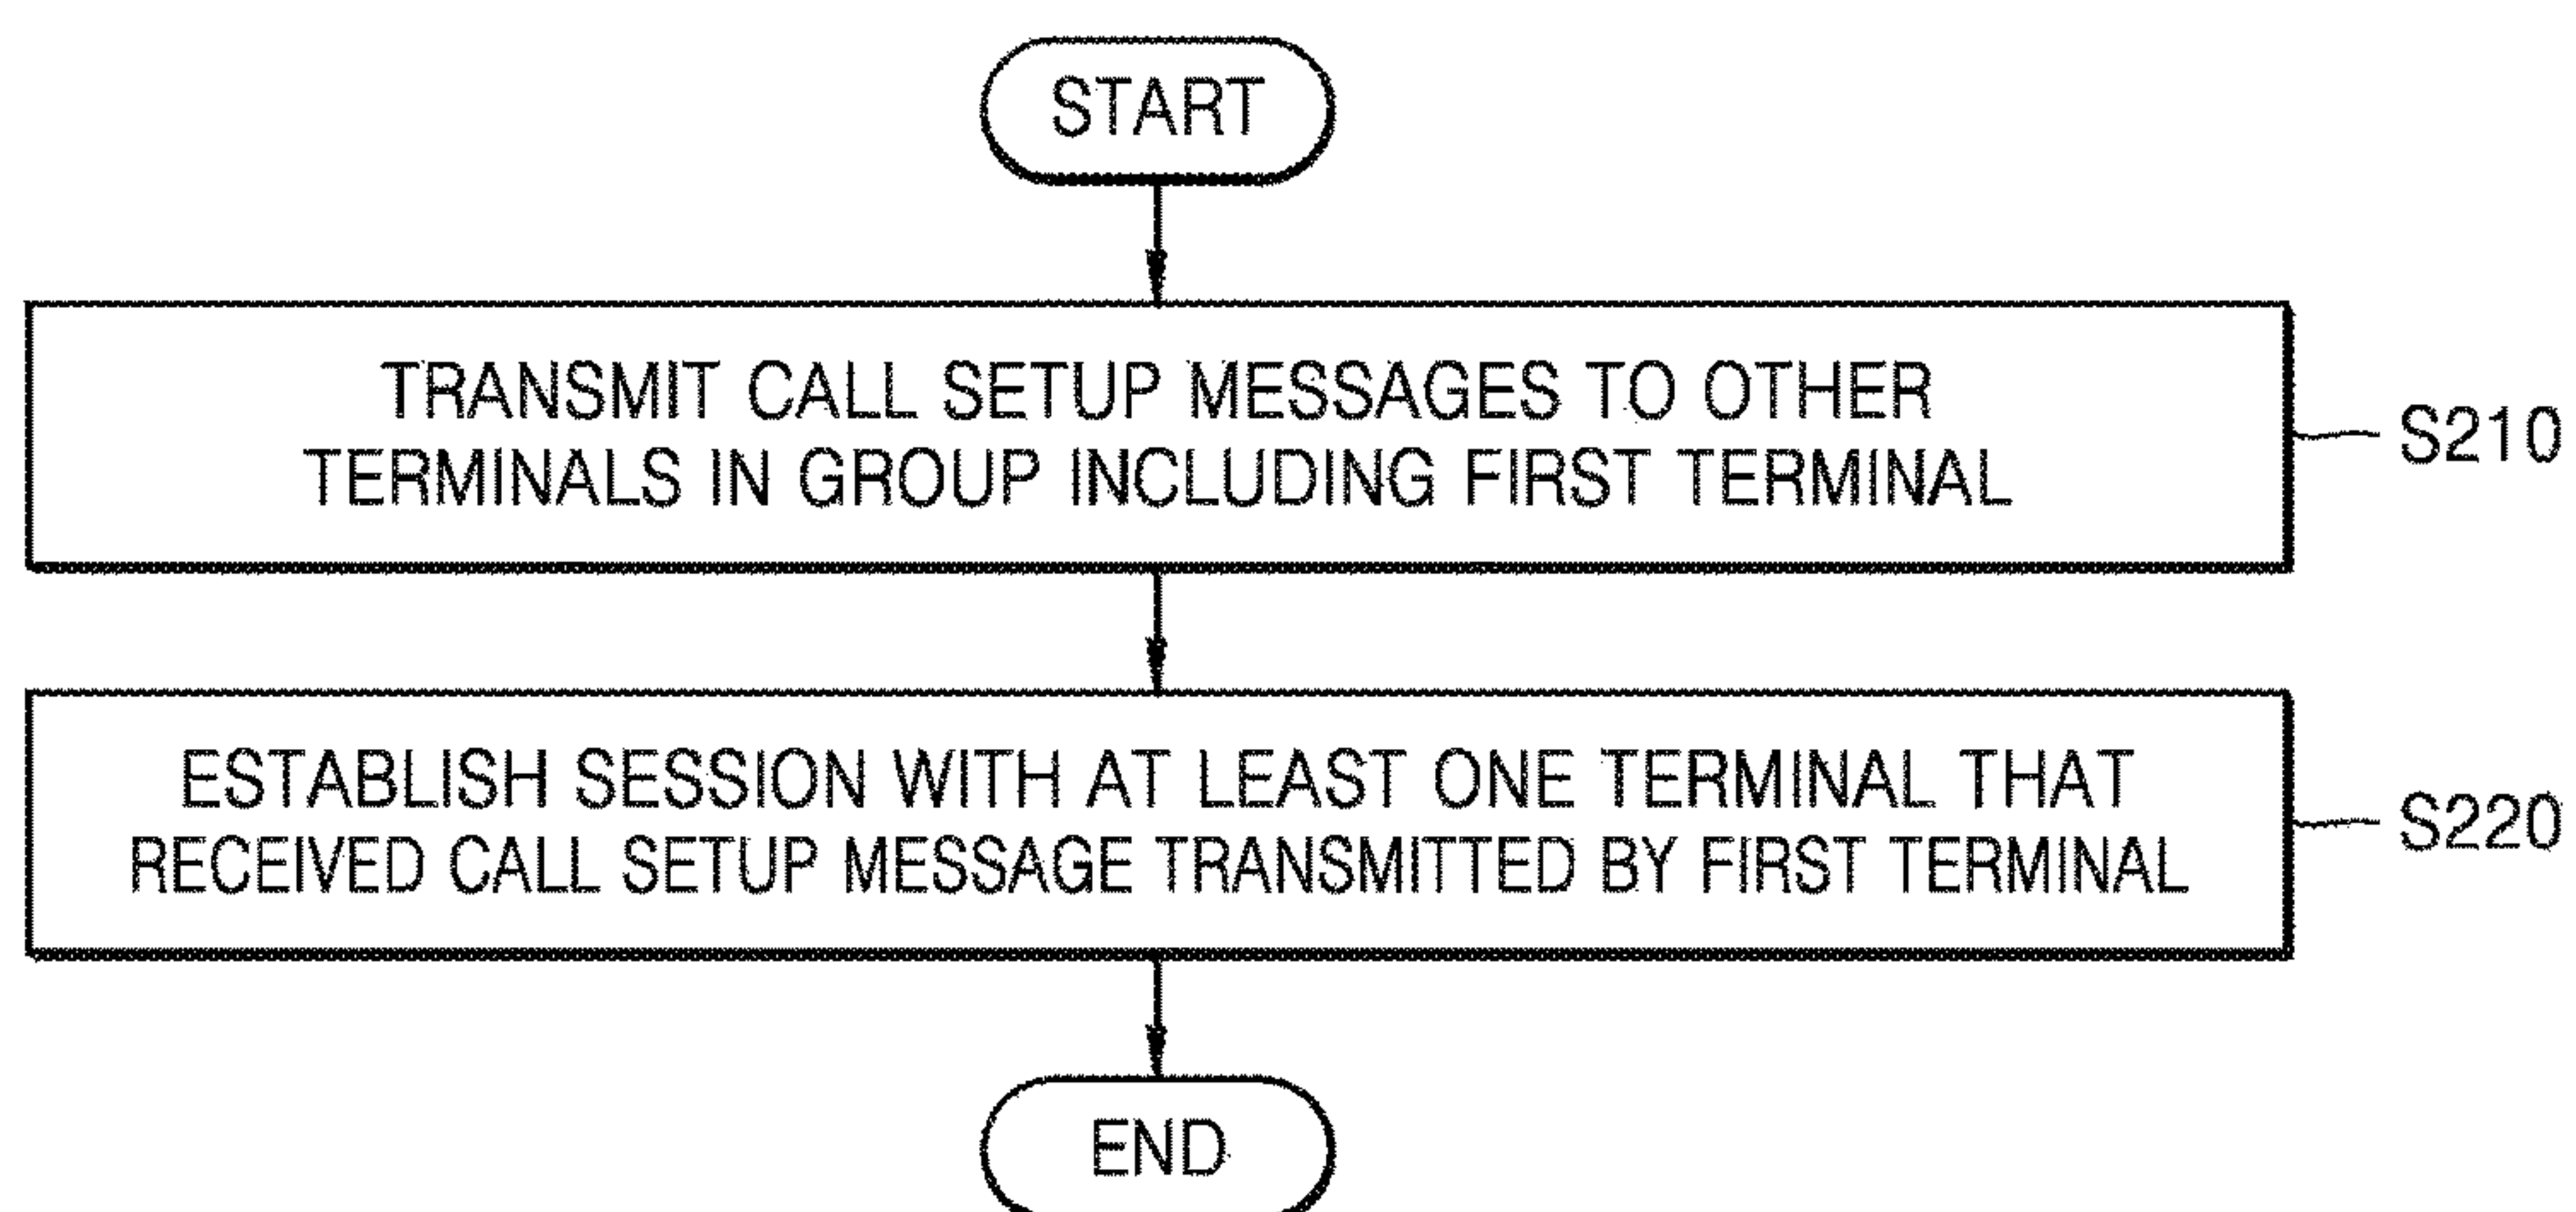 START
TRANSMIT CALL SETUP MESSAGES TO OTHER
TERMINALS IN GROUP INCLUDING FIRST TERMINAL
S210
ESTABLISH SESSION WITH AT LEAST ONE TERMINAL THAT
RECEIVED CALL SETUP MESSAGE TRANSMITTED BY FIRST TERMINAL
S220
END